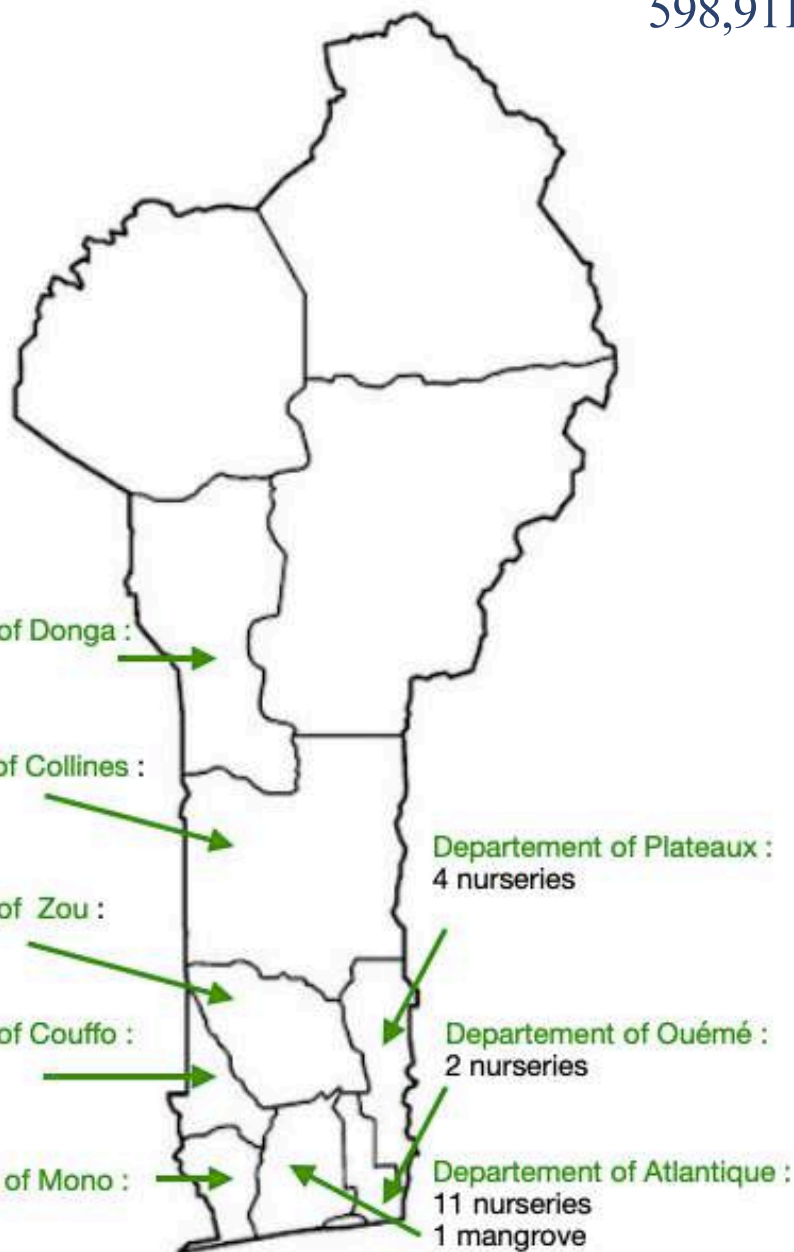 598,911
of Donga :
of Collines :
of Zou :
of Couffo :
of Mono :
Departement of Plateaux :
4 nurseries
Departement of Ouémé :
2 nurseries
Departement of Atlantique :
11 nurseries
1 mangrove